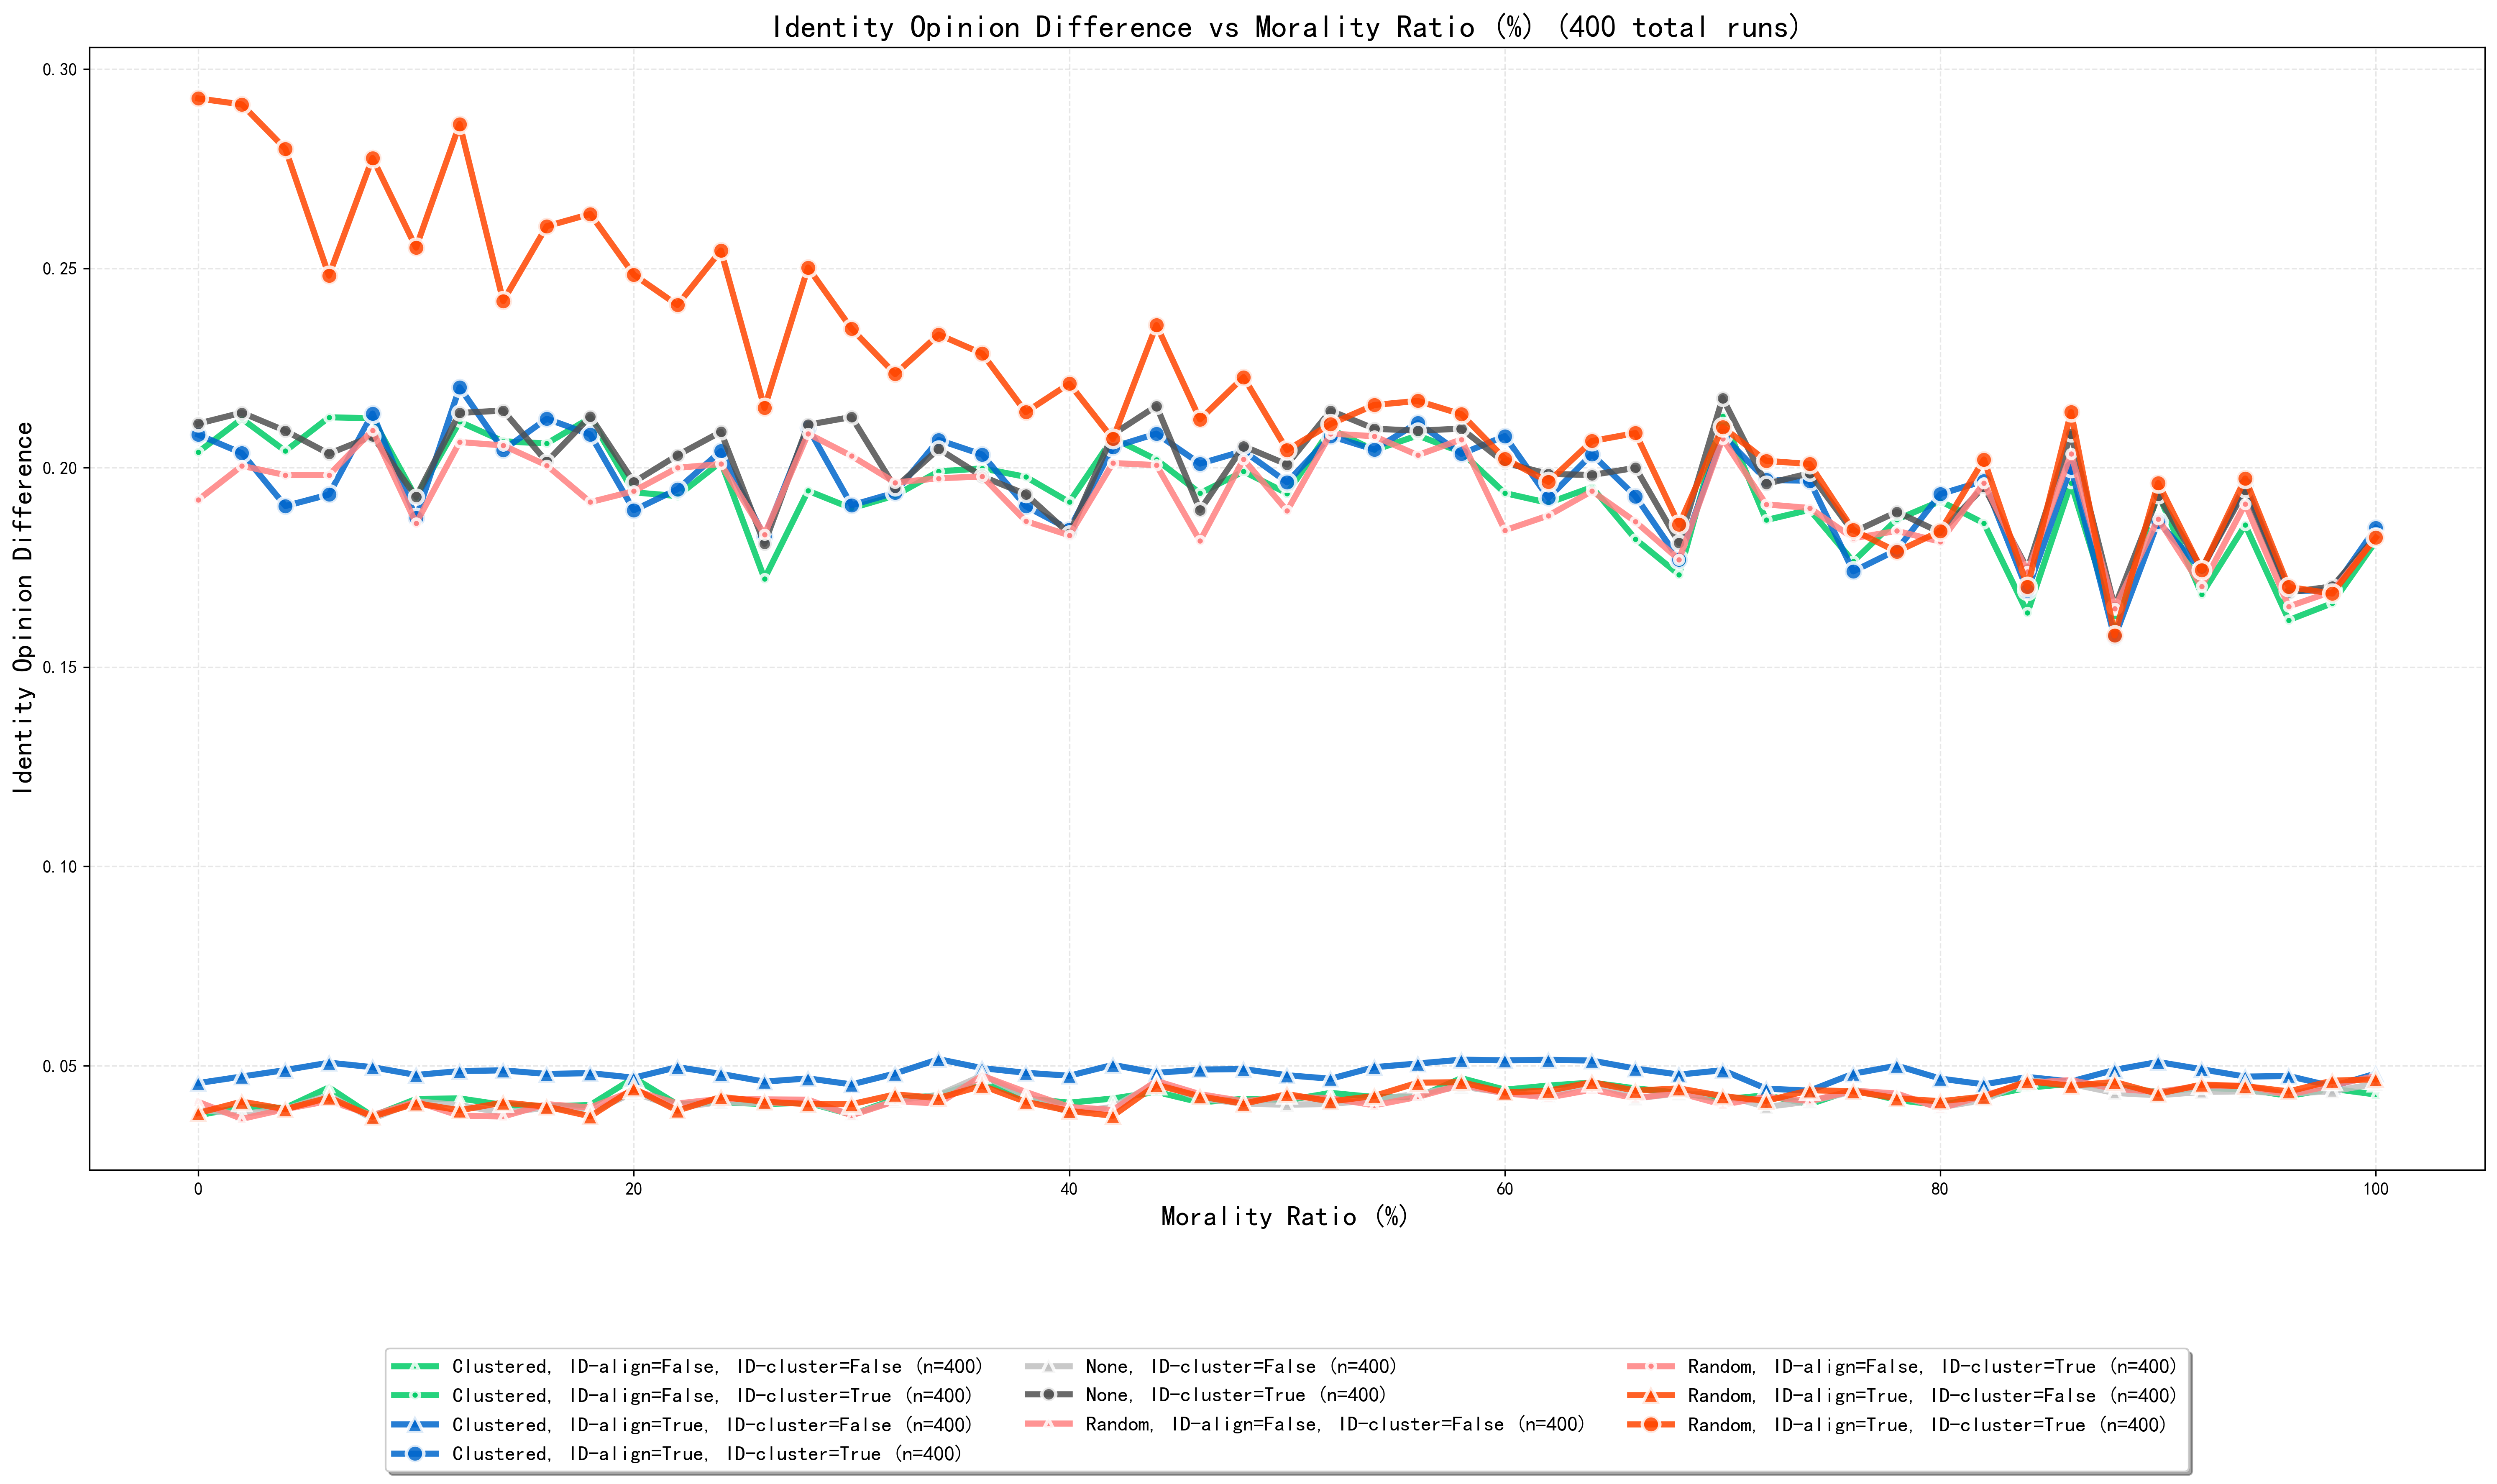 Identity Opinion Difference vs Morality Ratio (%) (400 total runs)
0.30
0.25
0.20
0.15
0.10
0.05
Identity Opinion Difference
0
20
40
60
80
100
Morality Ratio (%)
Clustered, ID-align=False, ID-cluster=False (n=400)
Clustered, ID-align=False, ID-cluster=True (n=400)
Clustered, ID-align=True, ID-cluster=False (n=400)
Clustered, ID-align=True, ID-cluster=True (n=400)
None, ID-cluster=False (n=400)
None, ID-cluster=True (n=400)
Random, ID-align=False, ID-cluster=False (n=400)
Random, ID-align=False, ID-cluster=True (n=400)
Random, ID-align=True, ID-cluster=False (n=400)
Random, ID-align=True, ID-cluster=True (n=400)